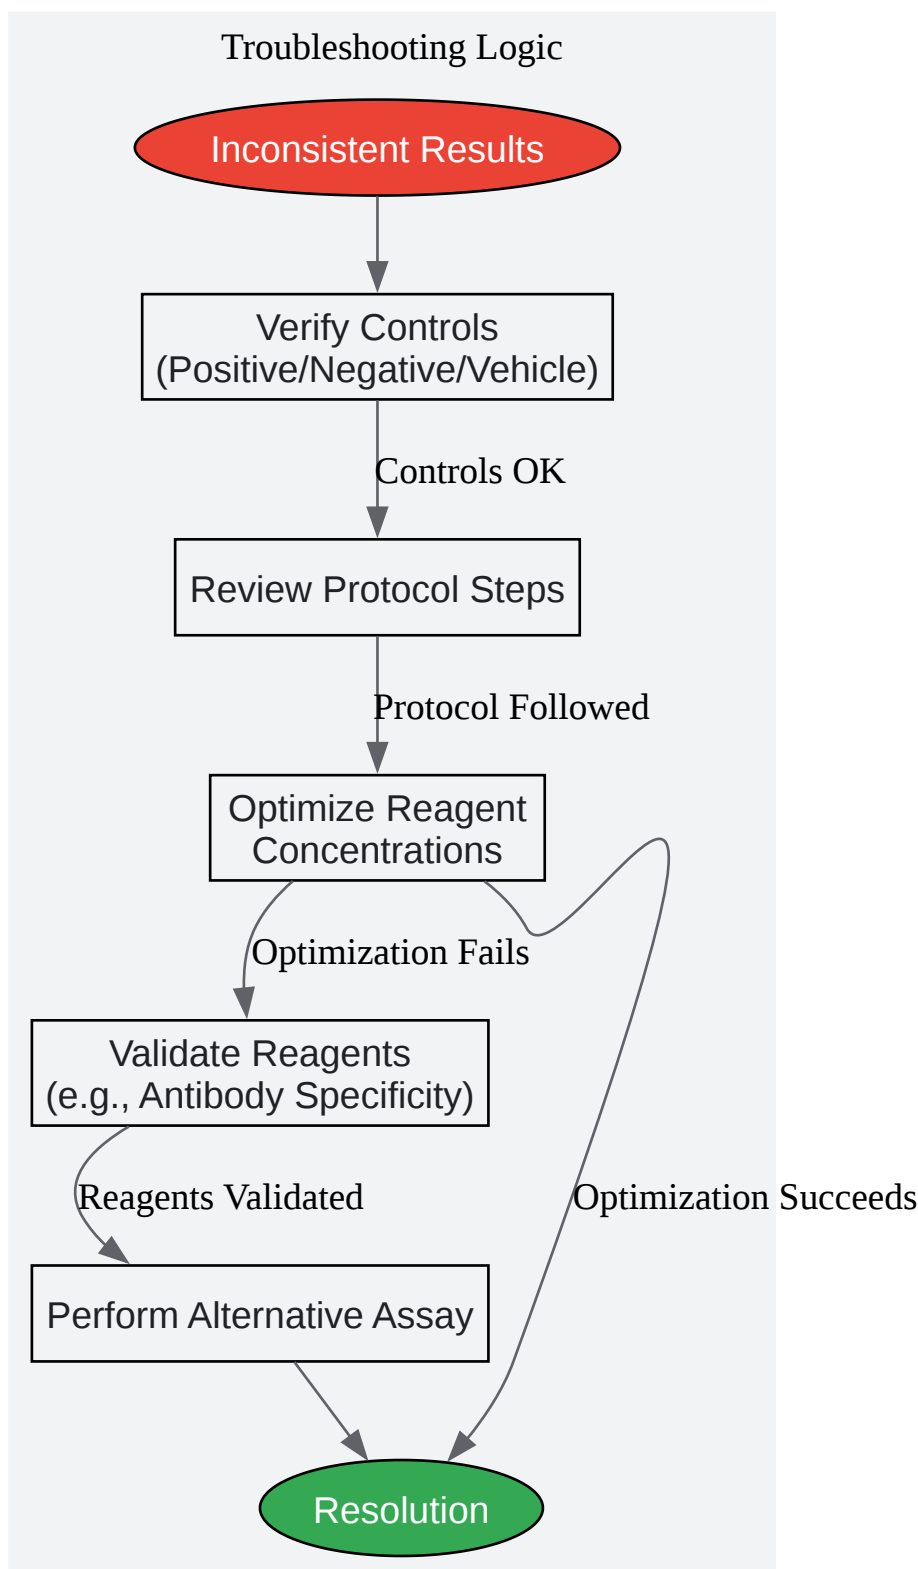 Troubleshooting Logic
Inconsistent Results
Verify Controls
(Positive/Negative/Vehicle)
Controls OK
Review Protocol Steps
Protocol Followed
Optimize Reagent
Concentrations
Optimization Fails
Validate Reagents
(e.g., Antibody Specificity)
Reagents Validated
Optimization Succeeds
Perform Alternative Assay
Resolution